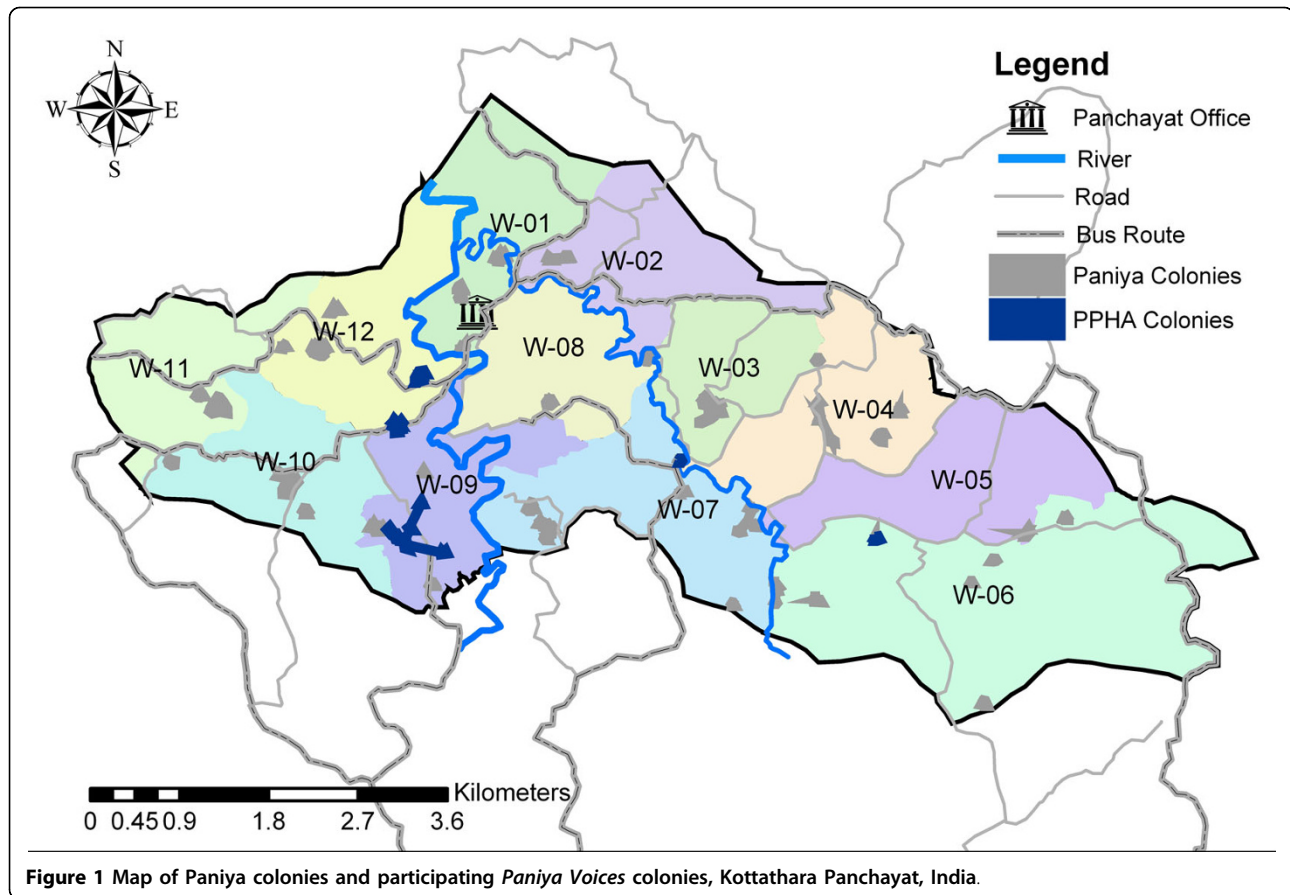 N
W E
S
Legend
Panchayat Office
River
Road
Bus Route
Paniya Colonies
PPHA Colonies
W-01
W-02
W-12
W-08
W-03
W-11
W-04
W-10
W-09
W-05
W-07
W-06
Kilometers
0 0.45 0.9 1.8 2.7 3.6
Figure 1 Map of Paniya colonies and participating Paniya Voices colonies, Kottathara Panchayat, India.